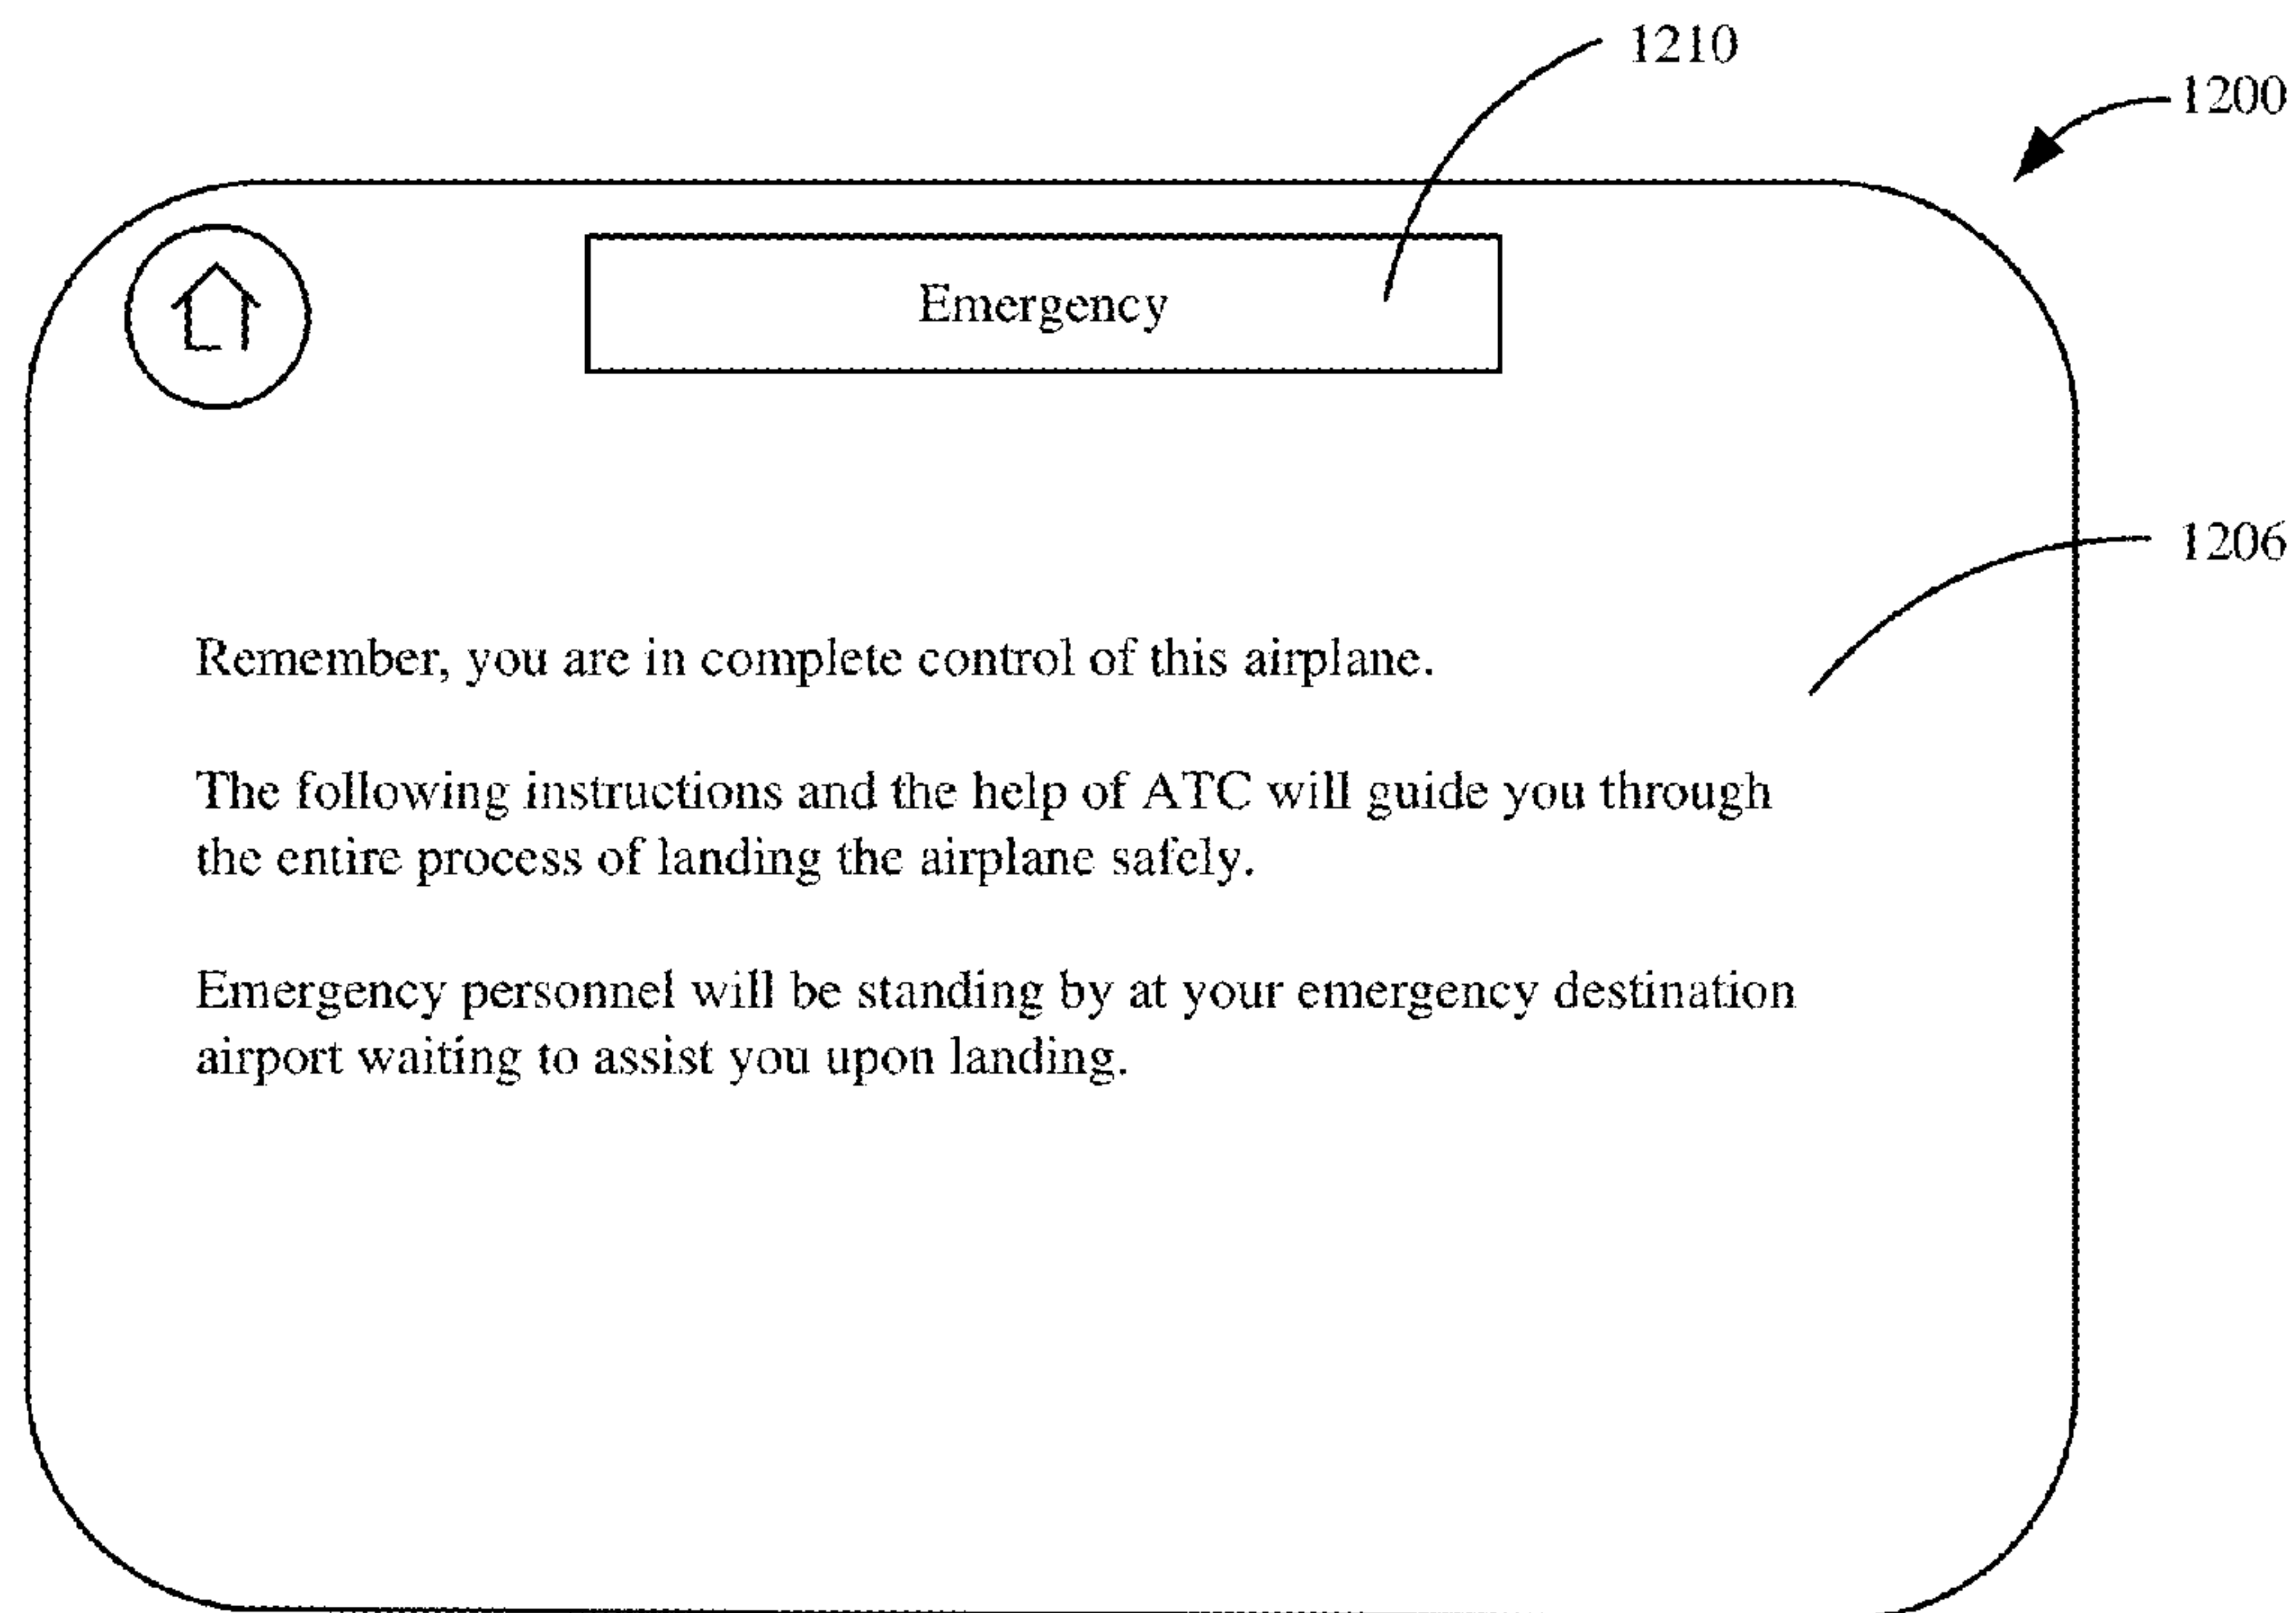 1210
1200
Emergency
1206
Remember, you are in complete control of this airplane.
The following instructions and the help of ATC will guide you through
the entire process of landing the airplane safely.
Emergency personnel will be standing by at your emergency destination
airport waiting to assist you upon landing.